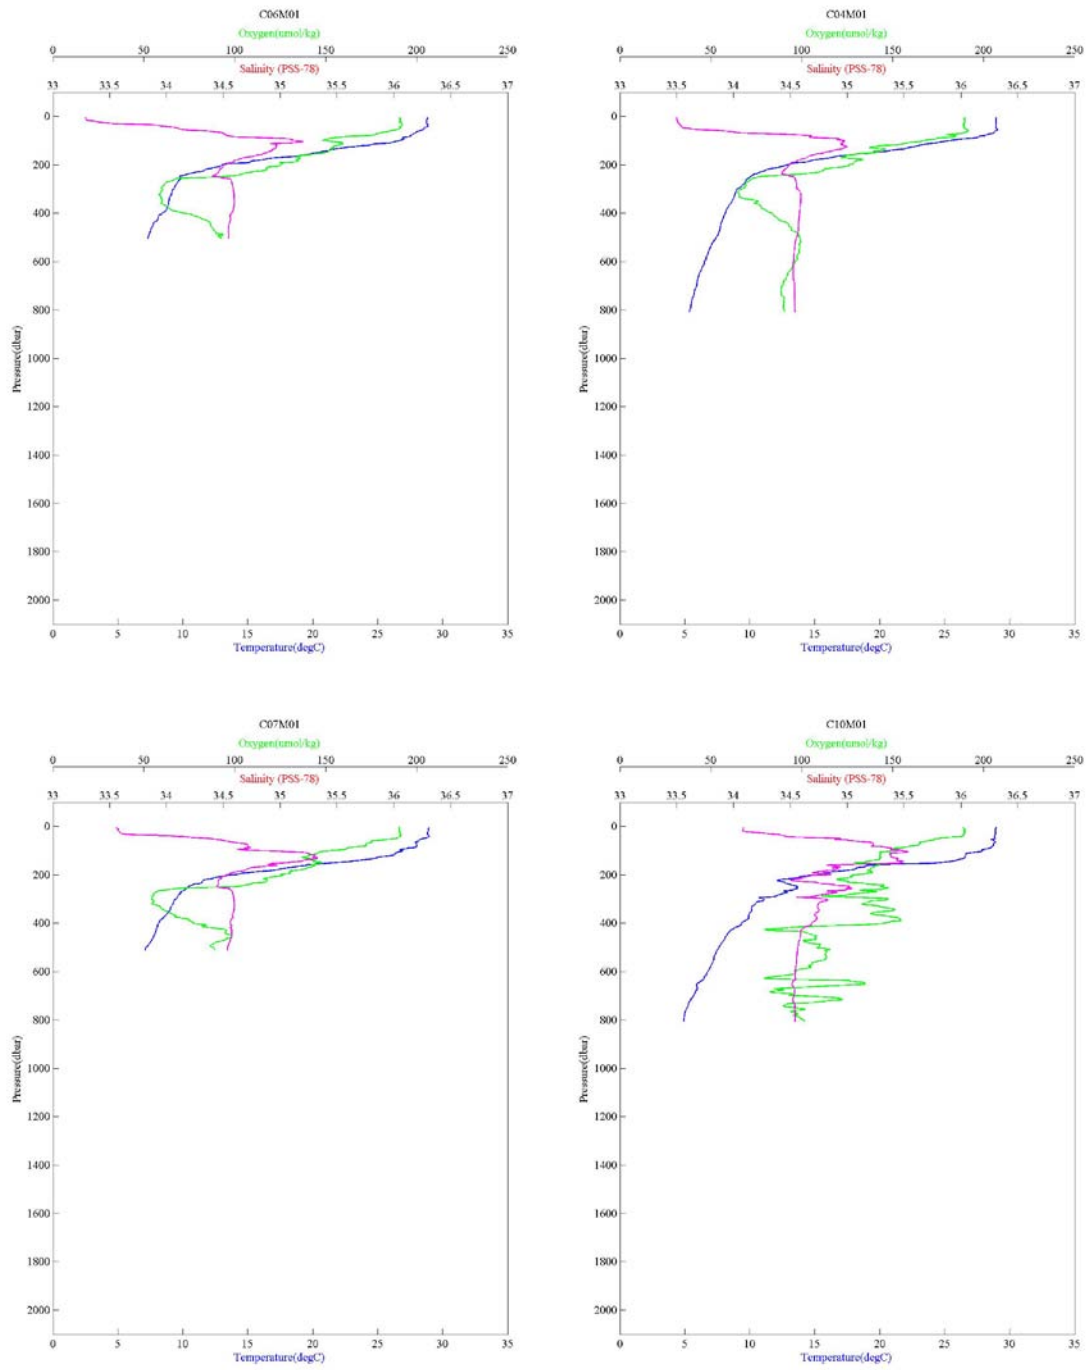 C06M01
Oxygen(umol/kg)
0 50 100 150 200 250
Salinity (PSS-78)
33 33.5 34 34.5 35 35.5 36 36.5 37
0
200
400
600
800
1000
1200
1400
1600
1800
2000
Pressure(dbar)
0 5 10 15 20 25 30 35
Temperature(degC)
C04M01
Oxygen(umol/kg)
0 50 100 150 200 250
Salinity (PSS-78)
33 33.5 34 34.5 35 35.5 36 36.5 37
0
200
400
600
800
1000
1200
1400
1600
1800
2000
Pressure(dbar)
0 5 10 15 20 25 30 35
Temperature(degC)
C07M01
Oxygen(umol/kg)
0 50 100 150 200 250
Salinity (PSS-78)
33 33.5 34 34.5 35 35.5 36 36.5 37
0
200
400
600
800
1000
1200
1400
1600
1800
2000
Pressure(dbar)
0 5 10 15 20 25 30 35
Temperature(degC)
C10M01
Oxygen(umol/kg)
0 50 100 150 200 250
Salinity (PSS-78)
33 33.5 34 34.5 35 35.5 36 36.5 37
0
200
400
600
800
1000
1200
1400
1600
1800
2000
Pressure(dbar)
0 5 10 15 20 25 30 35
Temperature(degC)